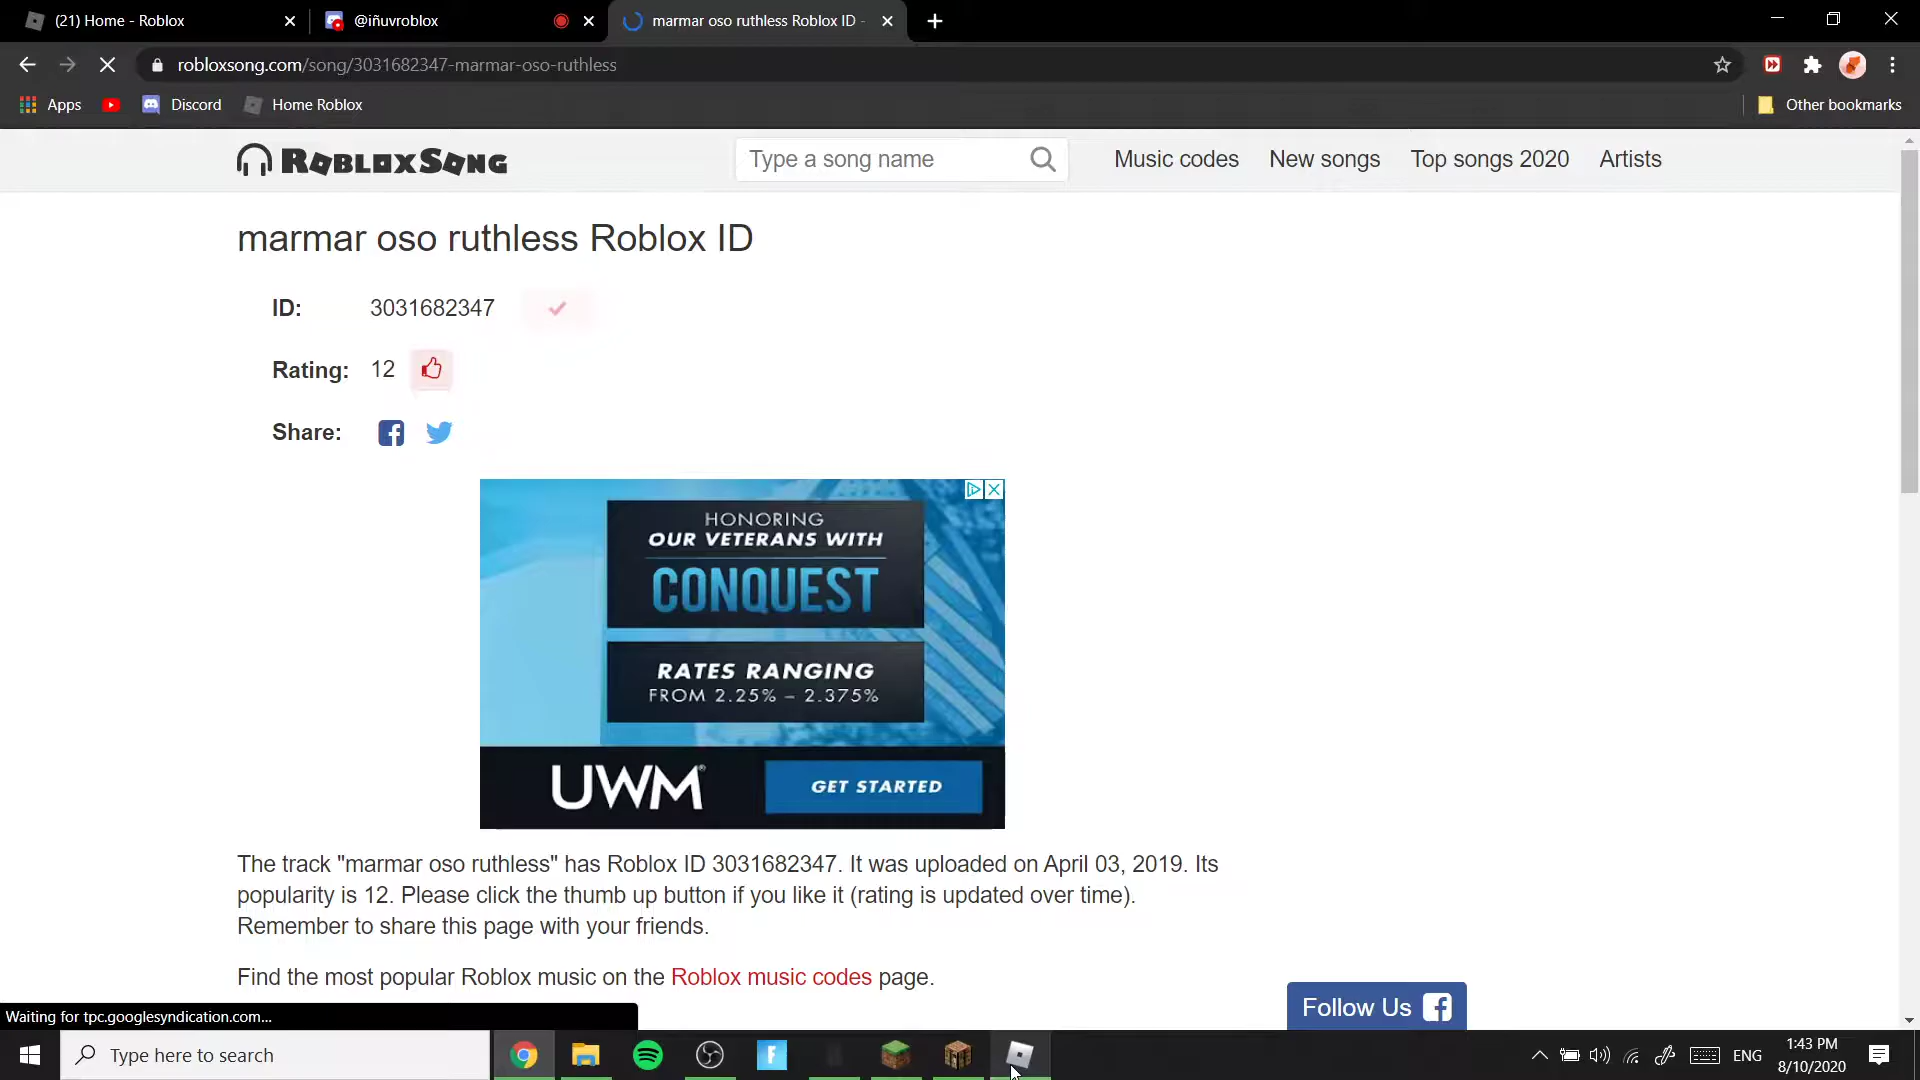 (21) Home - Roblox
@iñuvroblox
marmar oso ruthless Roblox ID -
robloxsong.com/song/3031682347-marmar-oso-ruthless
Apps
Discord
Home Roblox
Other bookmarks
ROBLOXSONG
Type a song name
Music codes
New songs
Top songs 2020
Artists
marmar oso ruthless Roblox ID
ID: 3031682347
Rating: 12
Share:
HONORING
OUR VETERANS WITH
CONQUEST
RATES RANGING
FROM 2.25% – 2.375%
UWM®
GET STARTED
The track "marmar oso ruthless" has Roblox ID 3031682347. It was uploaded on April 03, 2019. Its
popularity is 12. Please click the thumb up button if you like it (rating is updated over time).
Remember to share this page with your friends.
Find the most popular Roblox music on the Roblox music codes page.
Follow Us
Waiting for tpc.googlesyndication.com...
Type here to search
ENG
1:43 PM
8/10/2020